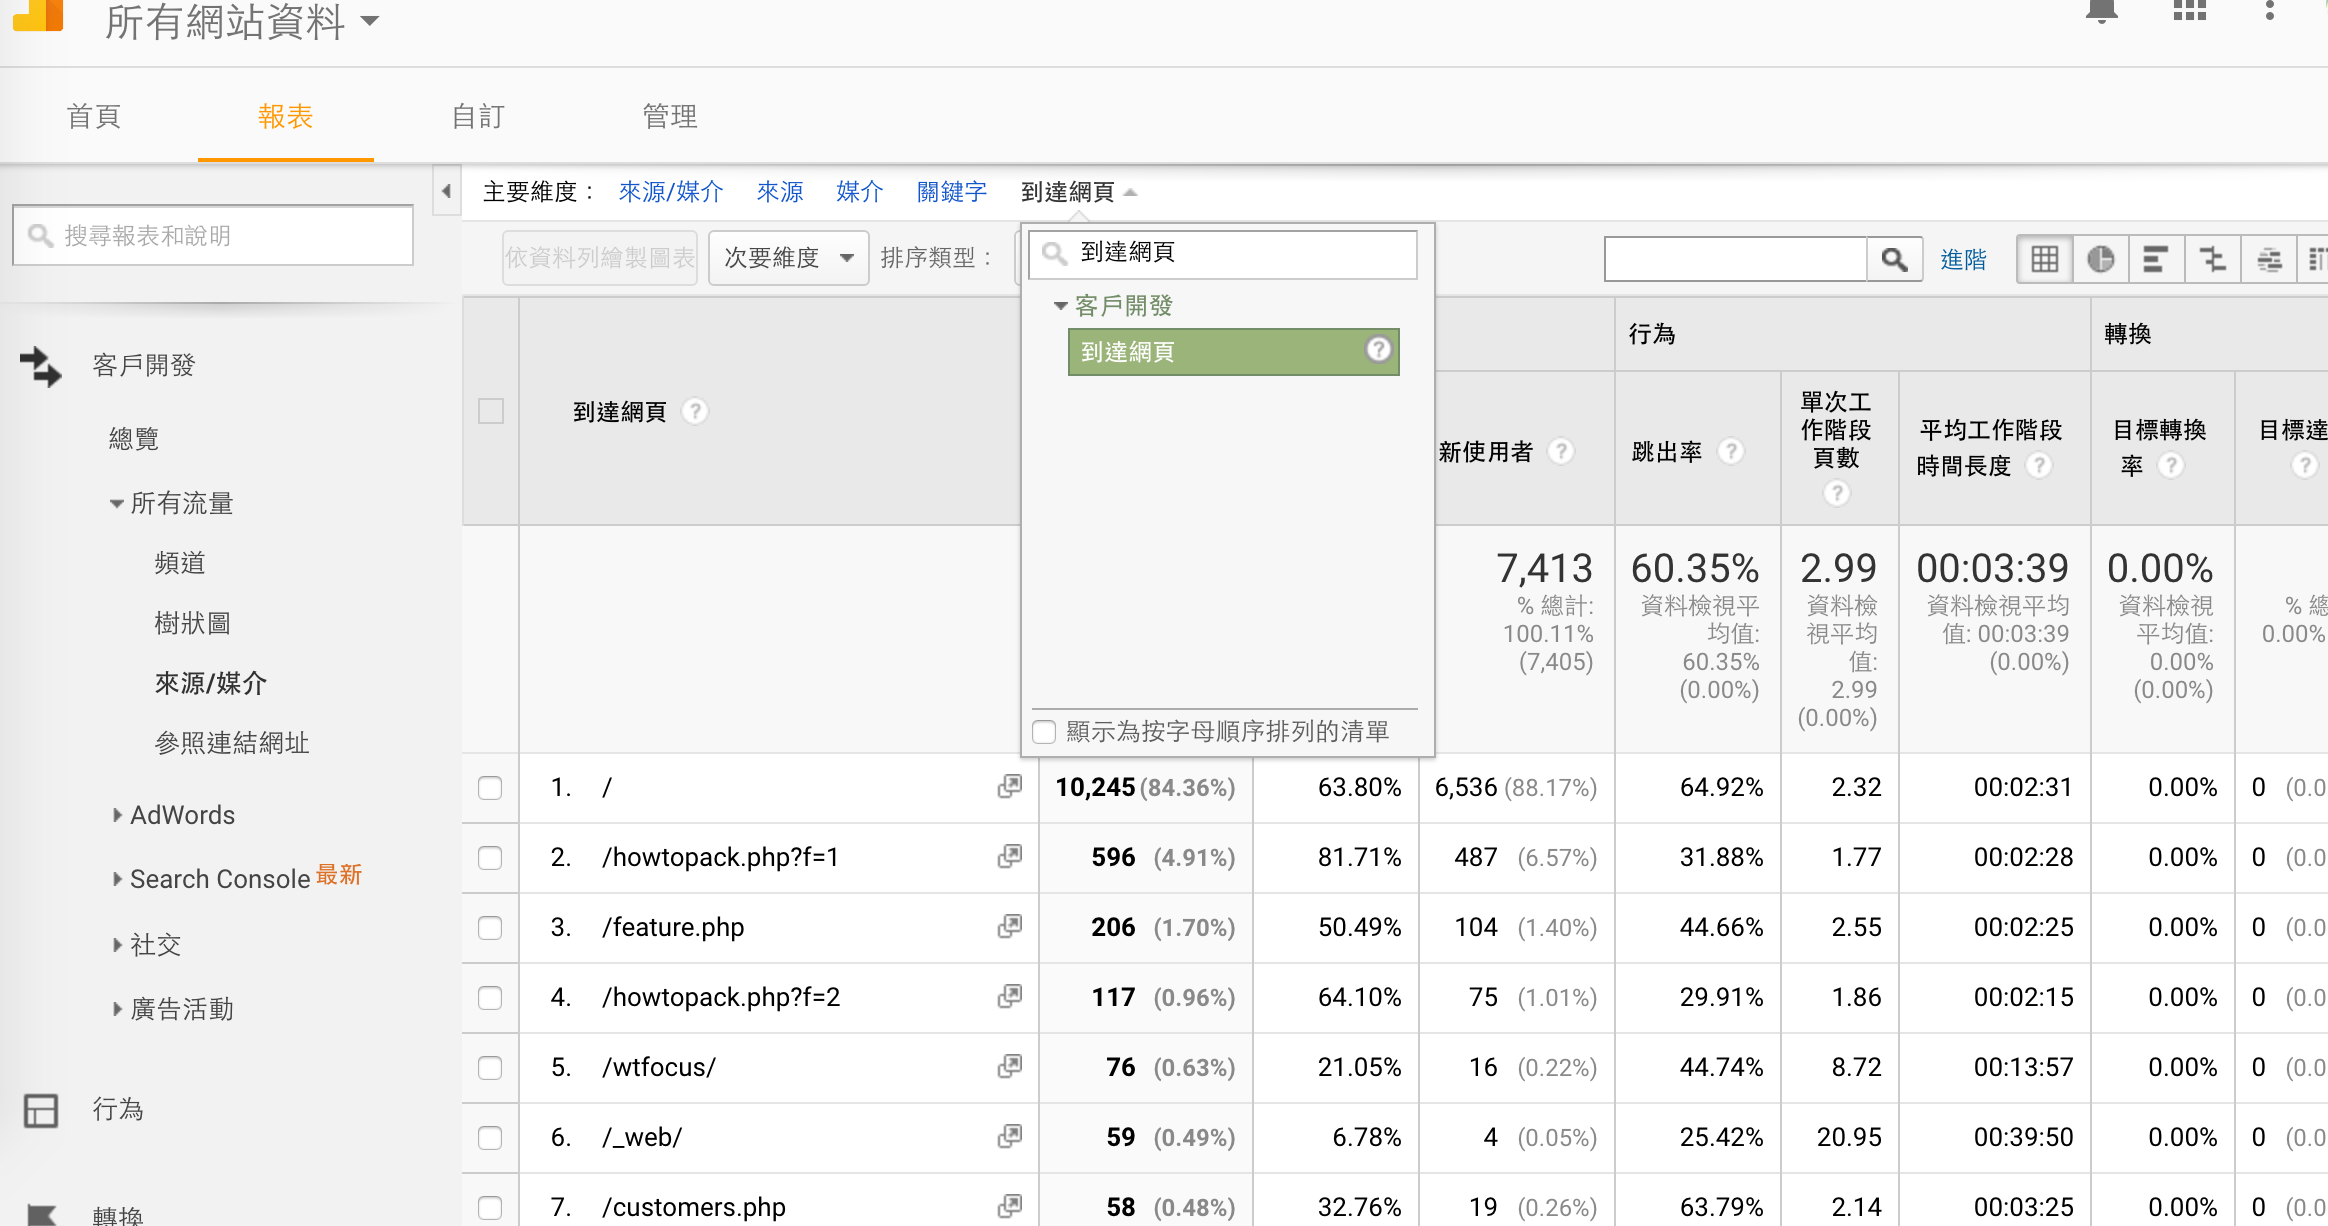 所有網站資料
首頁
報表
自訂
管理
搜尋報表和說明
客戶開發
總覽
所有流量
頻道
樹狀圖
來源/媒介
參照連結網址
AdWords
Search Console 最新
社交
廣告活動
行為
轉換
主要維度： 來源/媒介 來源 媒介 關鍵字 到達網頁
依資料列繪製圖表 次要維度 排序類型： 進階
到達網頁
客戶開發
到達網頁 ?
顯示為按字母順序排列的清單
行為 轉換
到達網頁 ?
新使用者 ?
跳出率 ?
單次工
作階段
頁數
?
平均工作階段
時間長度 ?
目標轉換
率 ?
目標達
?
7,413
% 總計:
100.11%
(7,405)
60.35%
資料檢視平
均值:
60.35%
(0.00%)
2.99
資料檢
視平均
值:
2.99
(0.00%)
00:03:39
資料檢視平均
值: 00:03:39
(0.00%)
0.00%
資料檢視
平均值:
0.00%
(0.00%)
% 總
0.00%
1. / 10,245 (84.36%) 63.80% 6,536 (88.17%) 64.92% 2.32 00:02:31 0.00% 0 (0.0
2. /howtopack.php?f=1 596 (4.91%) 81.71% 487 (6.57%) 31.88% 1.77 00:02:28 0.00% 0 (0.0
3. /feature.php 206 (1.70%) 50.49% 104 (1.40%) 44.66% 2.55 00:02:25 0.00% 0 (0.0
4. /howtopack.php?f=2 117 (0.96%) 64.10% 75 (1.01%) 29.91% 1.86 00:02:15 0.00% 0 (0.0
5. /wtfocus/ 76 (0.63%) 21.05% 16 (0.22%) 44.74% 8.72 00:13:57 0.00% 0 (0.0
6. /_web/ 59 (0.49%) 6.78% 4 (0.05%) 25.42% 20.95 00:39:50 0.00% 0 (0.0
7. /customers.php 58 (0.48%) 32.76% 19 (0.26%) 63.79% 2.14 00:03:25 0.00% 0 (0.0